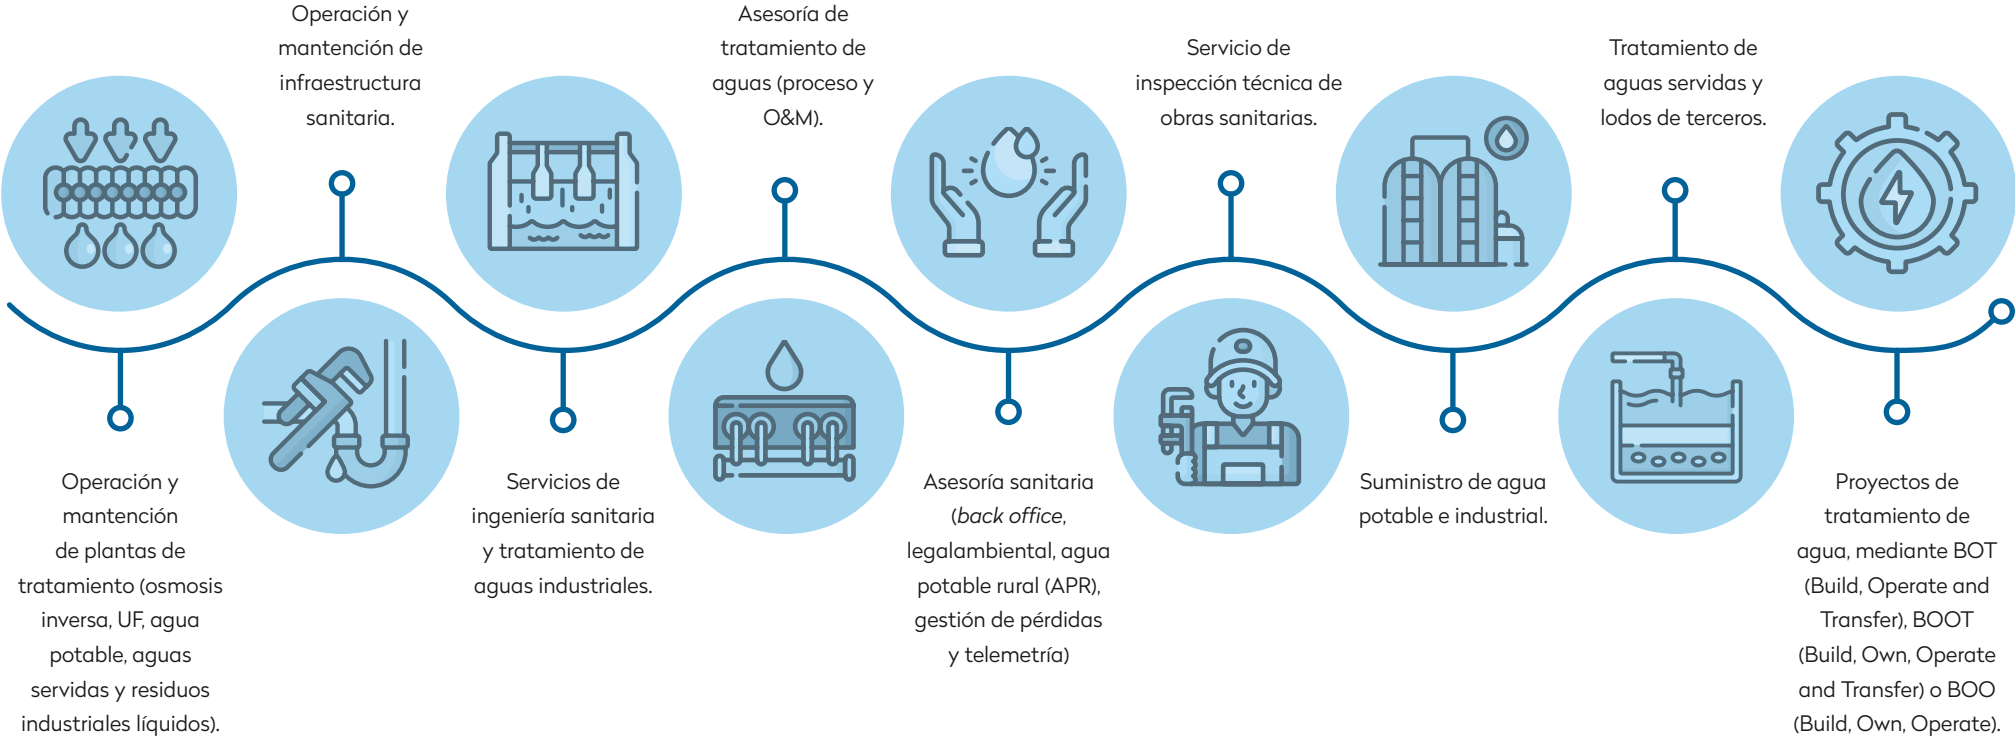 Operación y
mantención
de plantas de
tratamiento (osmosis
inversa, UF, agua
potable, aguas
servidas y residuos
industriales líquidos).
Operación y
mantención de
infraestructura
sanitaria.
Servicios de
ingeniería sanitaria
y tratamiento de
aguas industriales.
Asesoría de
tratamiento de
aguas (proceso y
O&M).
Asesoría sanitaria
(back office,
legalambiental, agua
potable rural (APR),
gestión de pérdidas
y telemetría)
Servicio de
inspección técnica de
obras sanitarias.
Suministro de agua
potable e industrial.
Tratamiento de
aguas servidas y
lodos de terceros.
Proyectos de
tratamiento de
agua, mediante BOT
(Build, Operate and
Transfer), BOOT
(Build, Own, Operate
and Transfer) o BOO
(Build, Own, Operate).